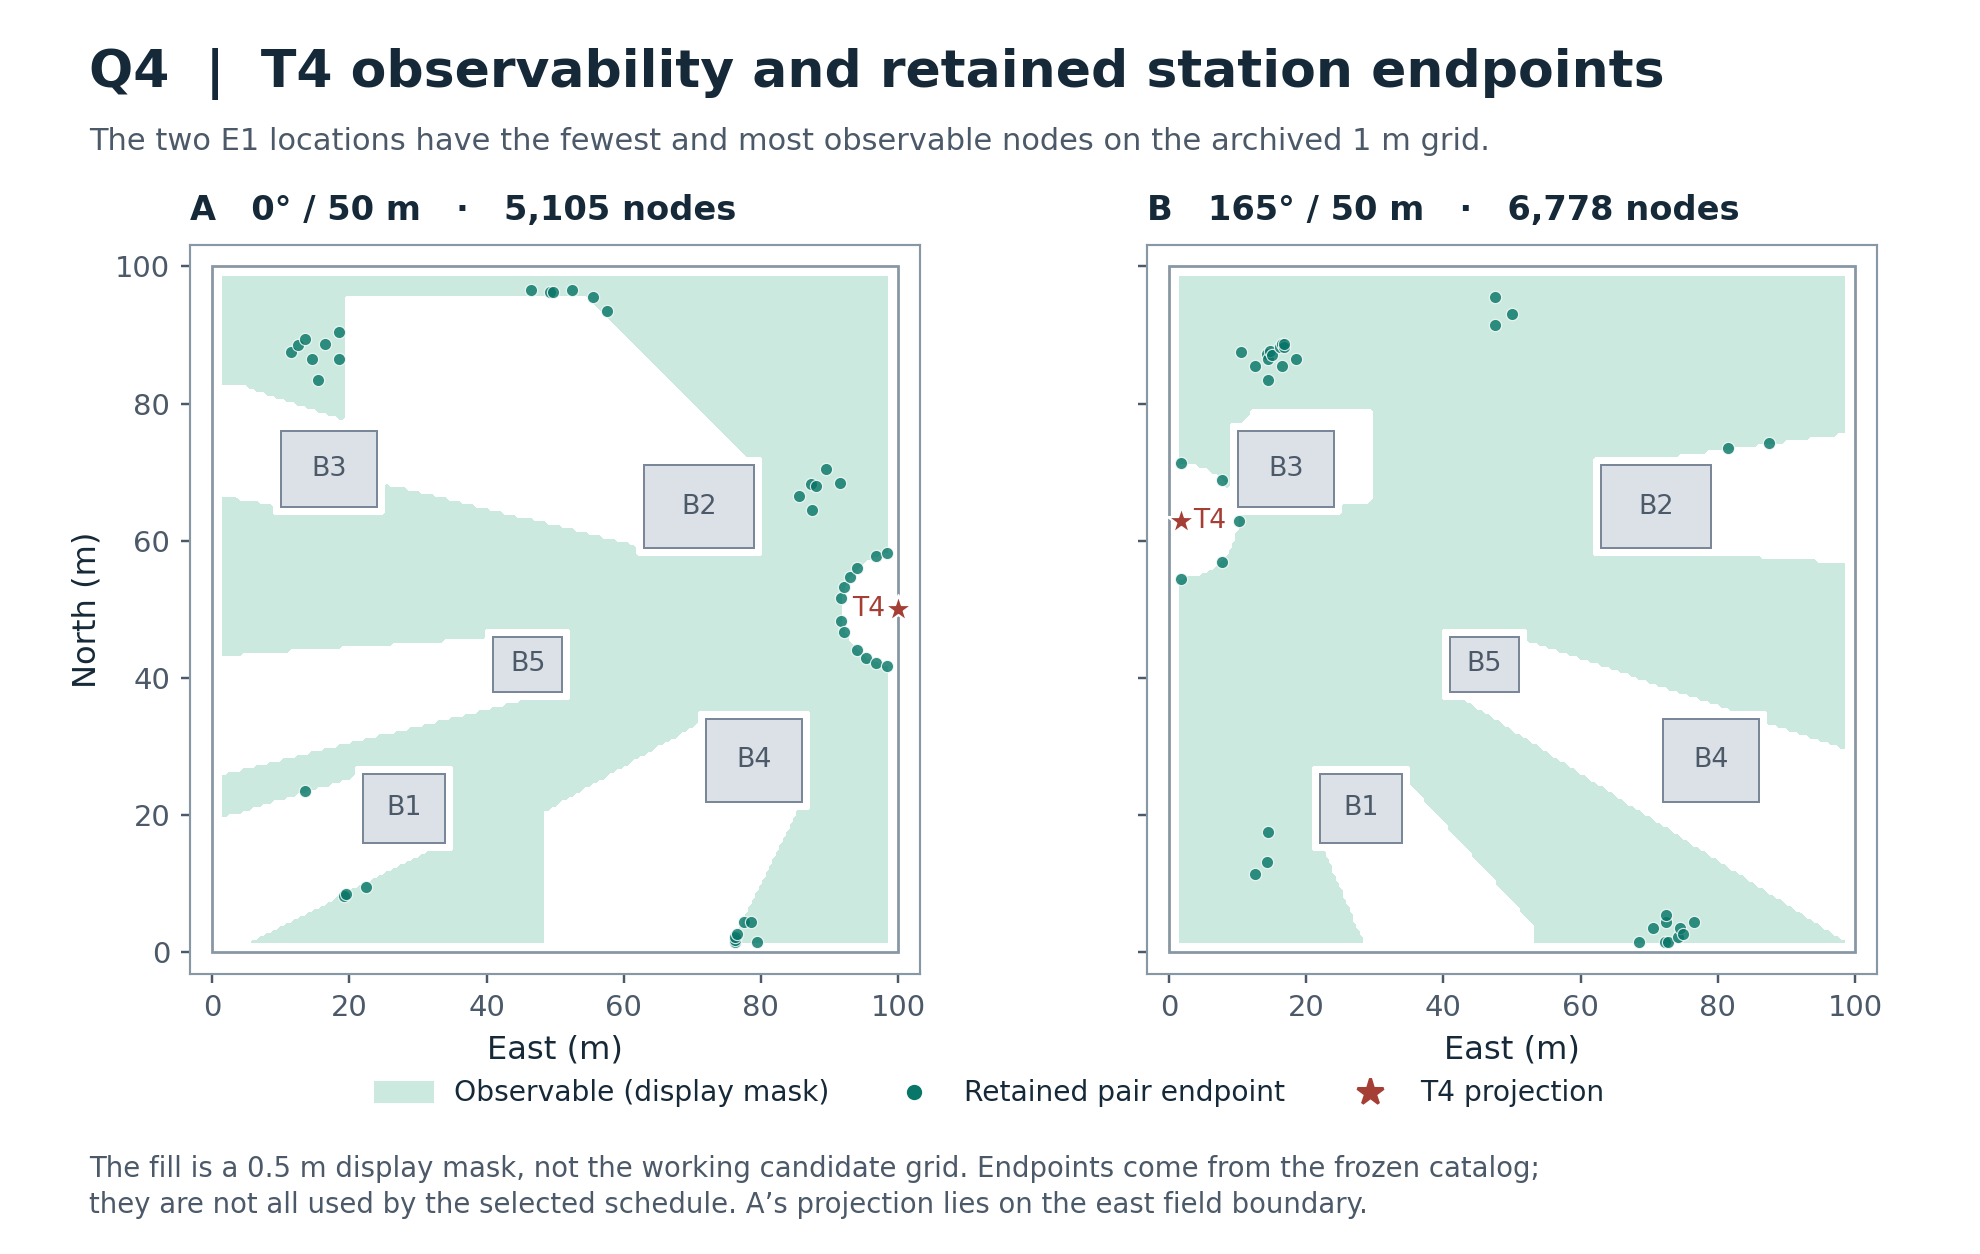 Q4 | T4 observability and retained station endpoints
The two E1 locations have the fewest and most observable nodes on the archived 1 m grid.
A 0° / 50 m · 5,105 nodes
B 165° / 50 m · 6,778 nodes
North (m)
100
80
60
40
20
0
B3
B2
T4
B5
B4
B1
0 20 40 60 80 100
East (m)
B3
B2
T4
B5
B4
B1
0 20 40 60 80 100
East (m)
Observable (display mask) Retained pair endpoint T4 projection
The fill is a 0.5 m display mask, not the working candidate grid. Endpoints come from the frozen catalog;
they are not all used by the selected schedule. A’s projection lies on the east field boundary.